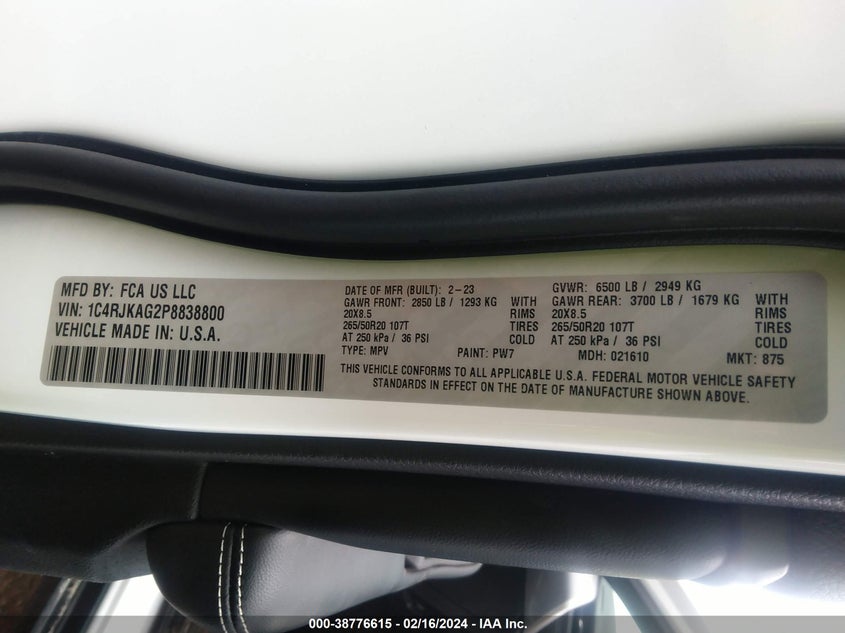 MFD BY: FCA US LLC
VIN: 1C4RJKAG2P8838800
VEHICLE MADE IN: U.S.A.
DATE OF MFR (BUILT): 2-23
GAWR FRONT: 2850 LB / 1293 KG WITH
20X8.5 RIMS
265/50R20 107T TIRES
AT 250 kPa / 36 PSI COLD
TYPE: MPV PAINT: PW7
GVWR: 6500 LB / 2949 KG
GAWR REAR: 3700 LB / 1679 KG WITH
20X8.5 RIMS
265/50R20 107T TIRES
AT 250 kPa / 36 PSI COLD
MDH: 021610 MKT: 875
THIS VEHICLE CONFORMS TO ALL APPLICABLE U.S.A. FEDERAL MOTOR VEHICLE SAFETY
STANDARDS IN EFFECT ON THE DATE OF MANUFACTURE SHOWN ABOVE.
000-38776615 - 02/16/2024 - IAA Inc.